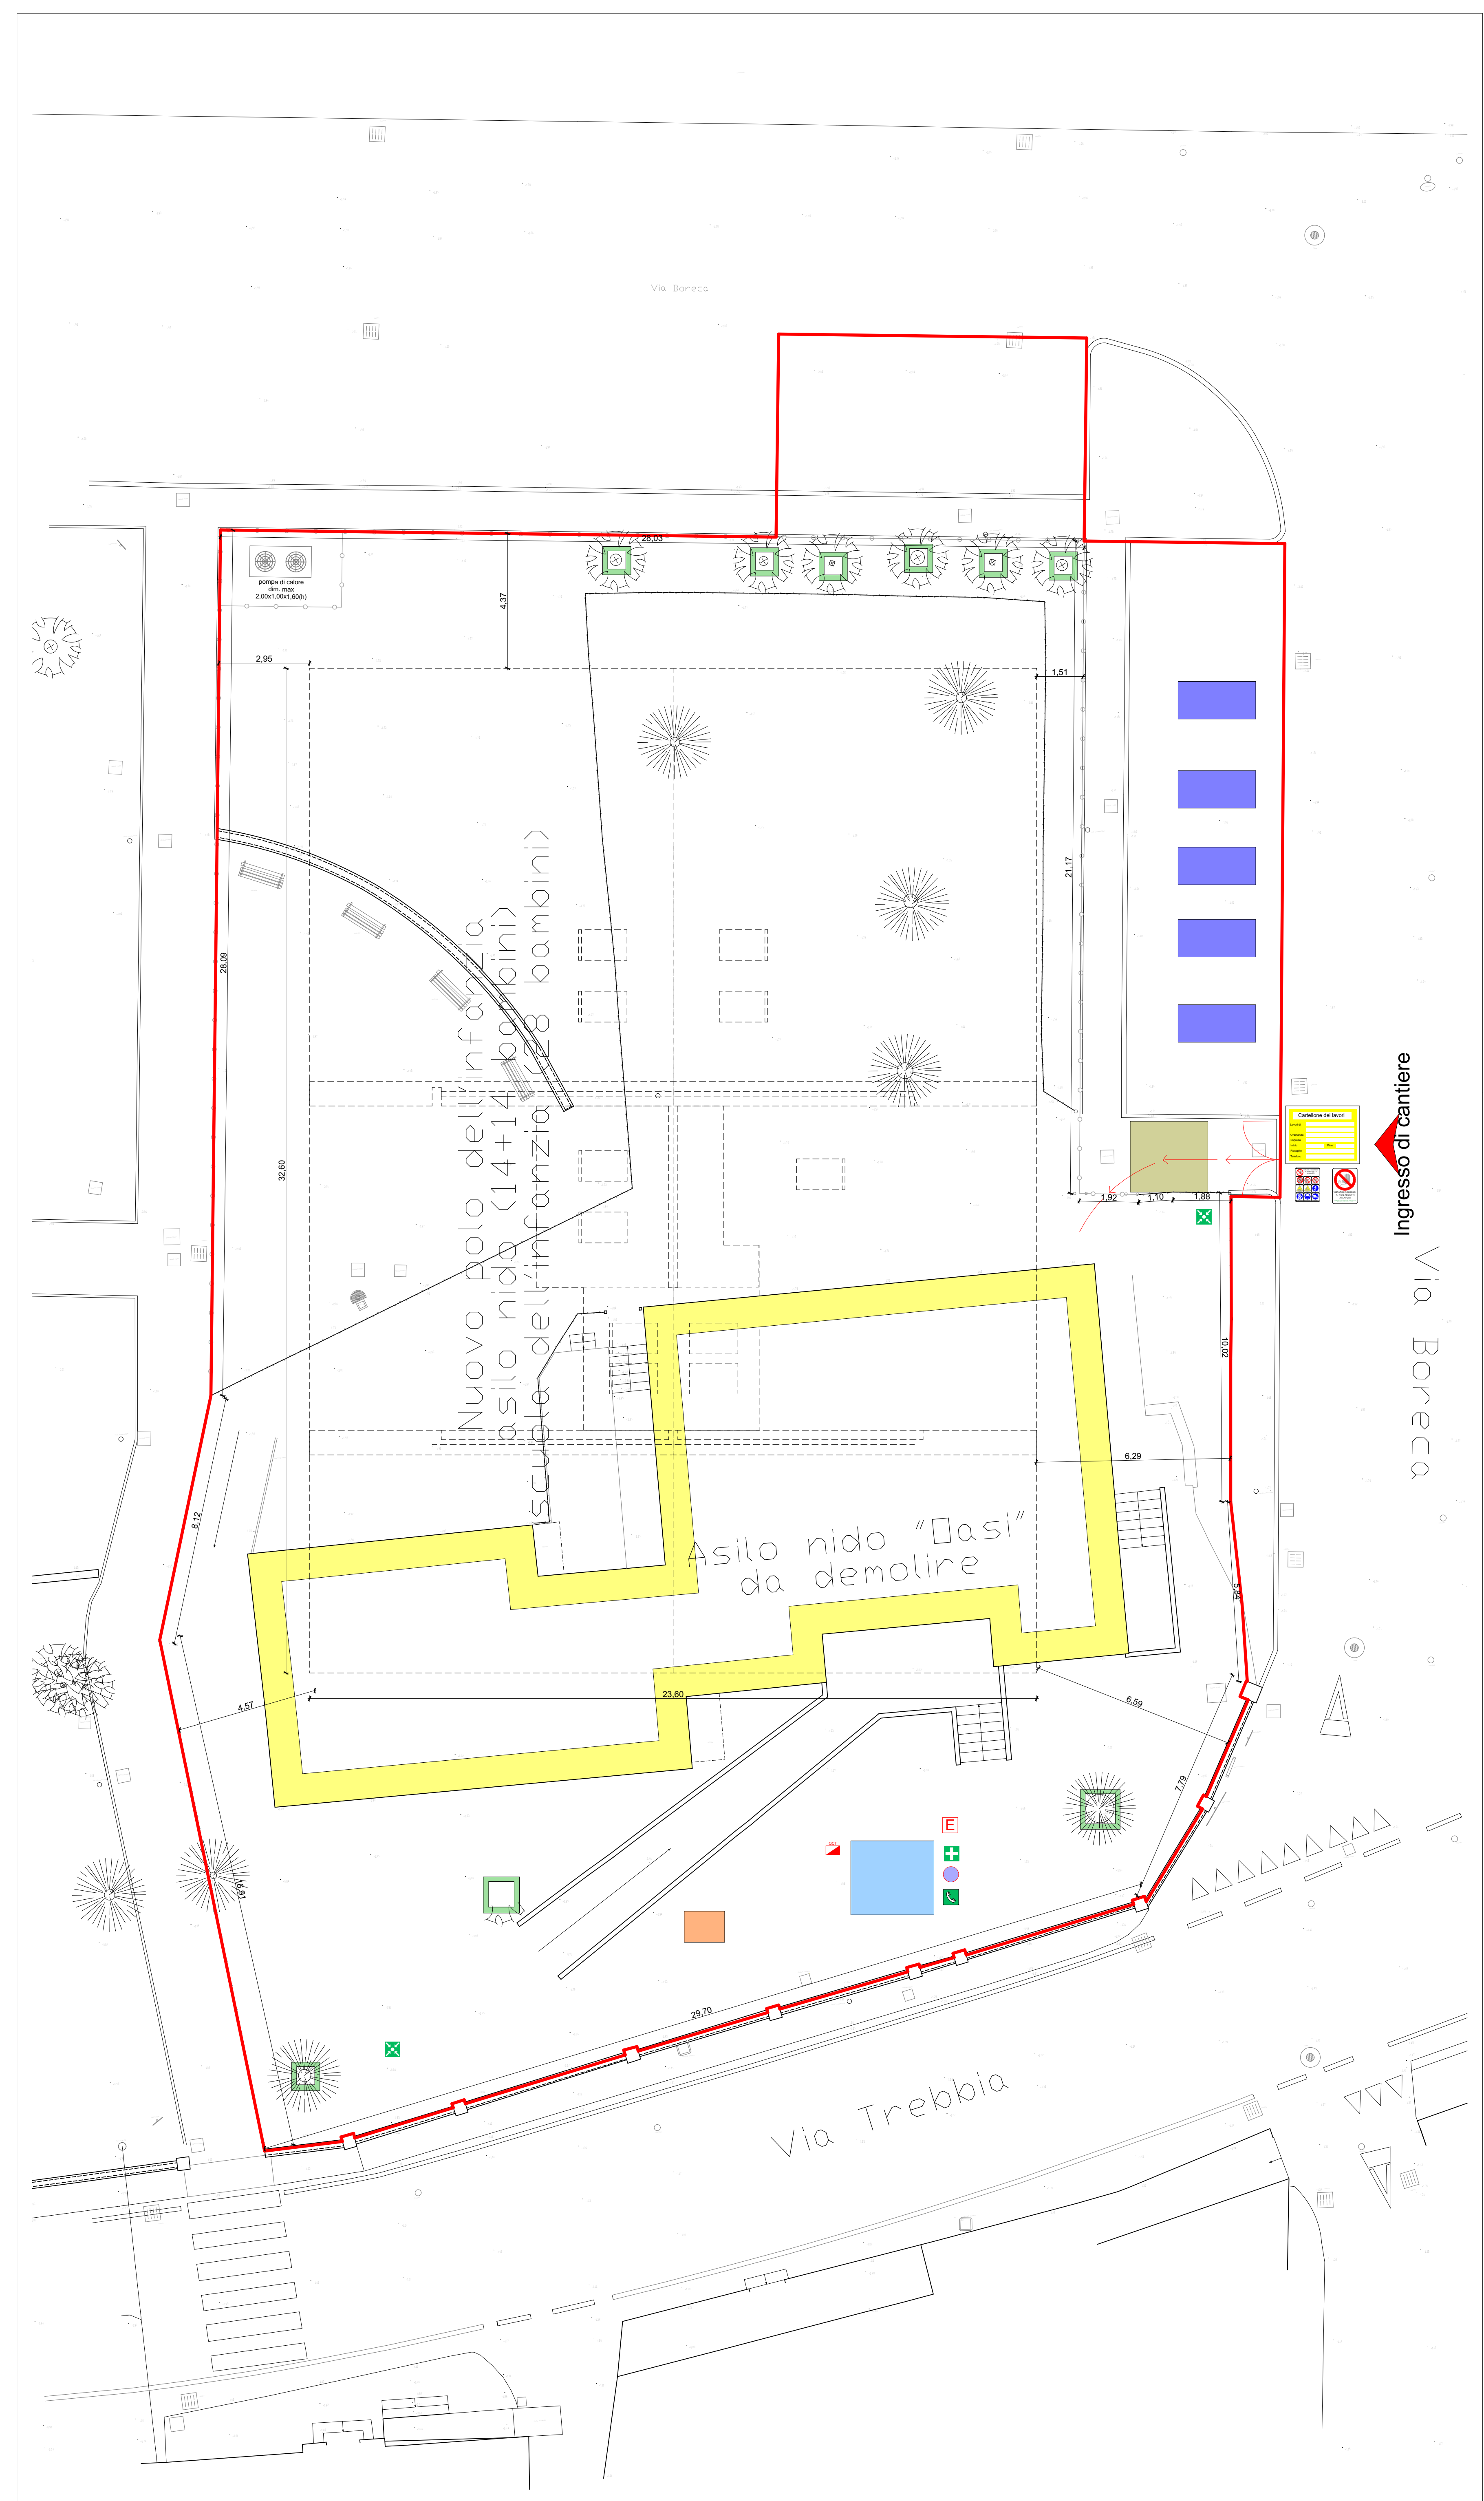 Via Boreca
28,03
pompa di calore
dim. max
2,00x1,00x1,60(h)
4,37
2,95
1,51
21,17
28,09
32,60
Nuovo polo dell'infanzia
asilo nido (14+14 bambini)
scuola dell'infanzia (28 bambini)
Cartellone dei lavori
Ingresso di cantiere
1,92
1,10
1,88
Via Boreca
10,02
6,29
8,12
Asilo nido "Oasi"
da demolire
5,84
4,57
23,60
6,59
7,79
E
16,91
29,70
Via Trebbia